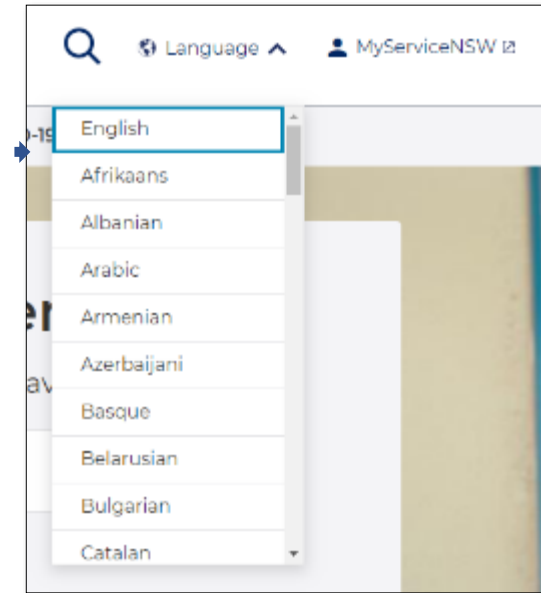 Language MyServiceNSW
English
Afrikaans
Albanian
Arabic
Armenian
Azerbaijani
Basque
Belarusian
Bulgarian
Catalan